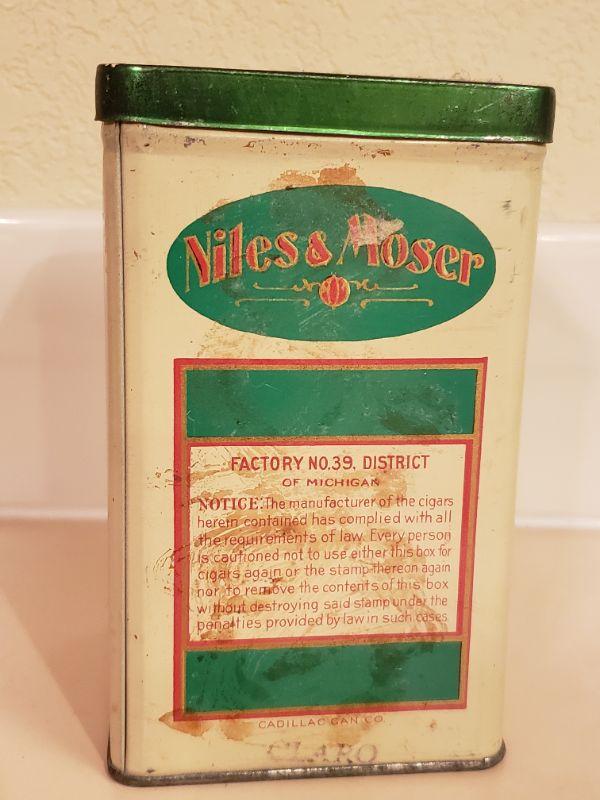 Niles & Moser
FACTORY NO. 39, DISTRICT
OF MICHIGAN
NOTICE: The manufacturer of the cigars
herein contained has complied with all
the requirements of law. Every person
is cautioned not to use either this box for
cigars again or the stamp thereon again
nor to remove the contents of this box
without destroying said stamp under the
penalties provided by law in such cases
CADILLAC CAN CO.
CLARO